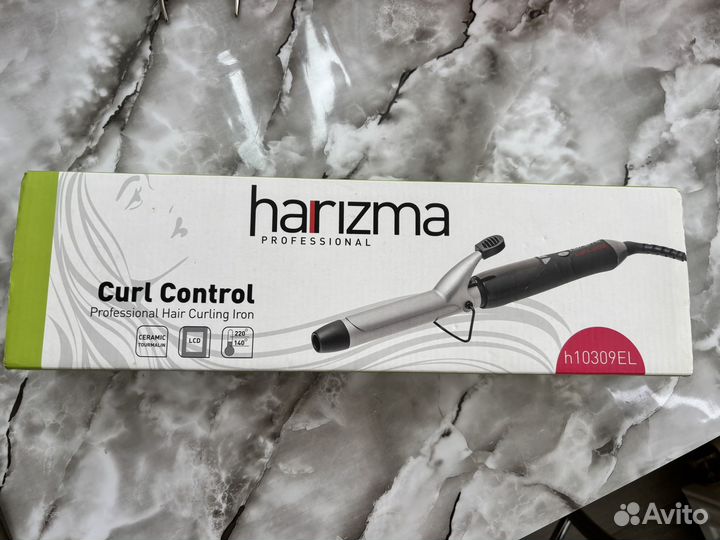 harizma
PROFESSIONAL
Curl Control
Professional Hair Curling Iron
CERAMIC
TOURMALIN
LCD
220°
140°
h10309EL
Avito